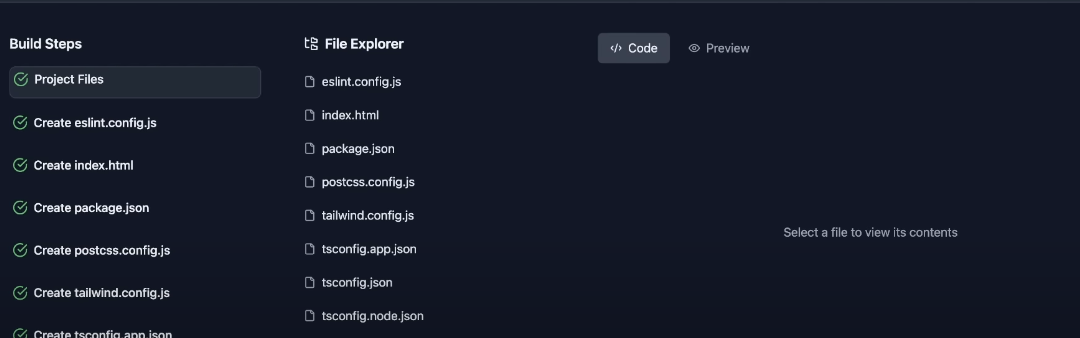 Build Steps
Project Files
Create eslint.config.js
Create index.html
Create package.json
Create postcss.config.js
Create tailwind.config.js
Create tsconfig.app.json
File Explorer
eslint.config.js
index.html
package.json
postcss.config.js
tailwind.config.js
tsconfig.app.json
tsconfig.json
tsconfig.node.json
Code
Preview
Select a file to view its contents